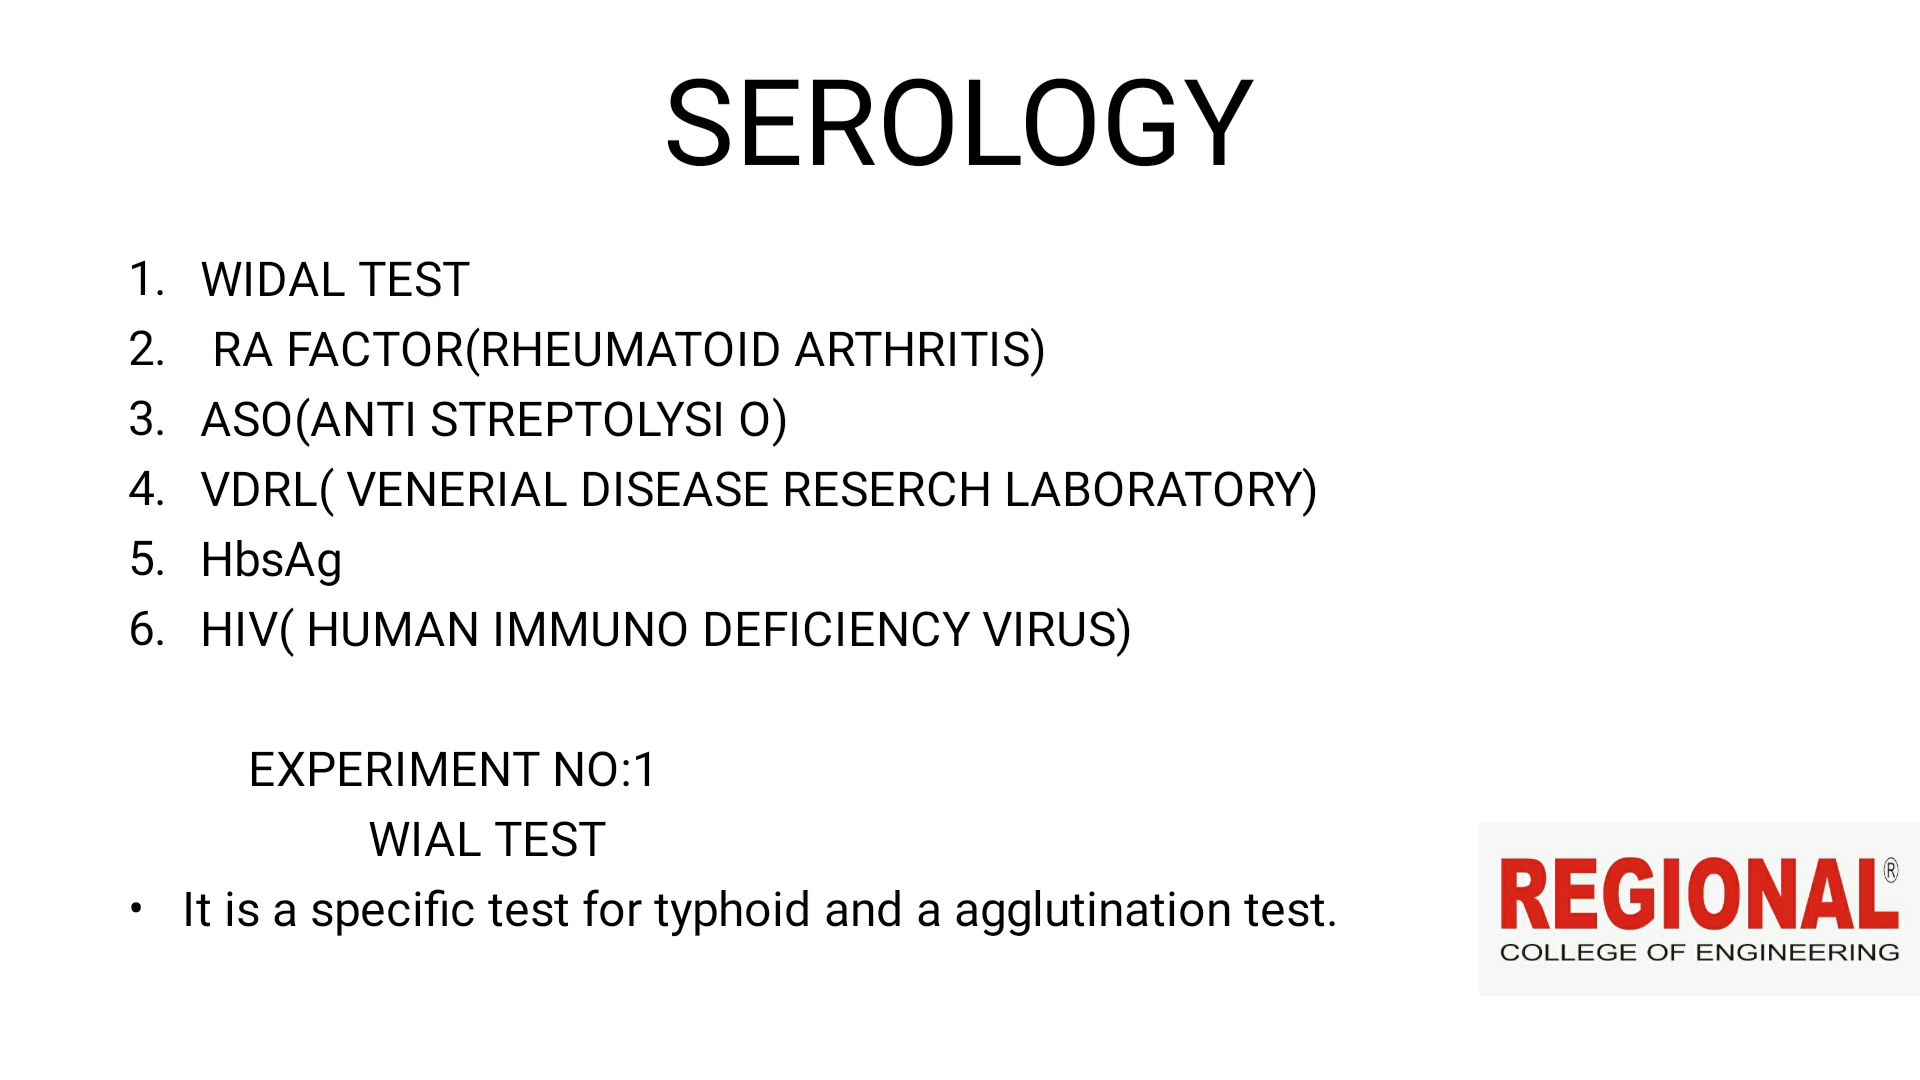 SEROLOGY
1. WIDAL TEST
2. RA FACTOR(RHEUMATOID ARTHRITIS)
3. ASO(ANTI STREPTOLYSI O)
4. VDRL( VENERIAL DISEASE RESERCH LABORATORY)
5. HbsAg
6. HIV( HUMAN IMMUNO DEFICIENCY VIRUS)
EXPERIMENT NO:1
WIAL TEST
• It is a specific test for typhoid and a agglutination test.
REGIONAL®
COLLEGE OF ENGINEERING